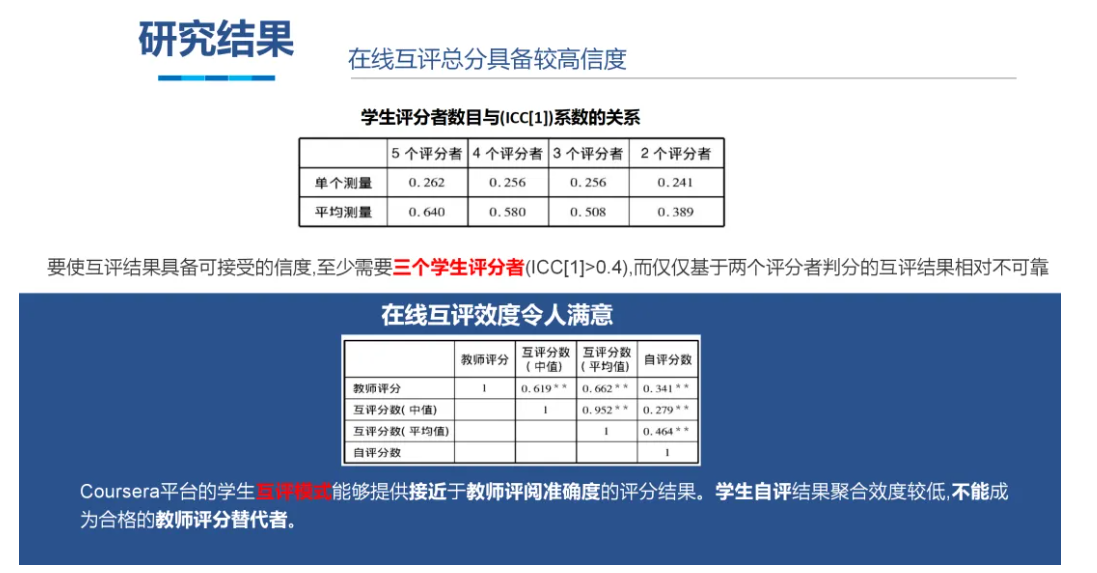 研究结果
在线互评总分具备较高信度
学生评分者数目与(ICC[1])系数的关系
5 个评分者 4 个评分者 3 个评分者 2 个评分者
单个测量 0.262 0.256 0.256 0.241
平均测量 0.640 0.580 0.508 0.389
要使互评结果具备可接受的信度,至少需要三个学生评分者(ICC[1]>0.4),而仅仅基于两个评分者判分的互评结果相对不可靠
在线互评效度令人满意
教师评分 互评分数(中值) 互评分数(平均值) 自评分数
教师评分 1 0.619** 0.662** 0.341**
互评分数(中值) 1 0.952** 0.279**
互评分数(平均值) 1 0.464**
自评分数 1
Coursera平台的学生互评模式能够提供接近于教师评阅准确度的评分结果。学生自评结果聚合效度较低,不能成
为合格的教师评分替代者。